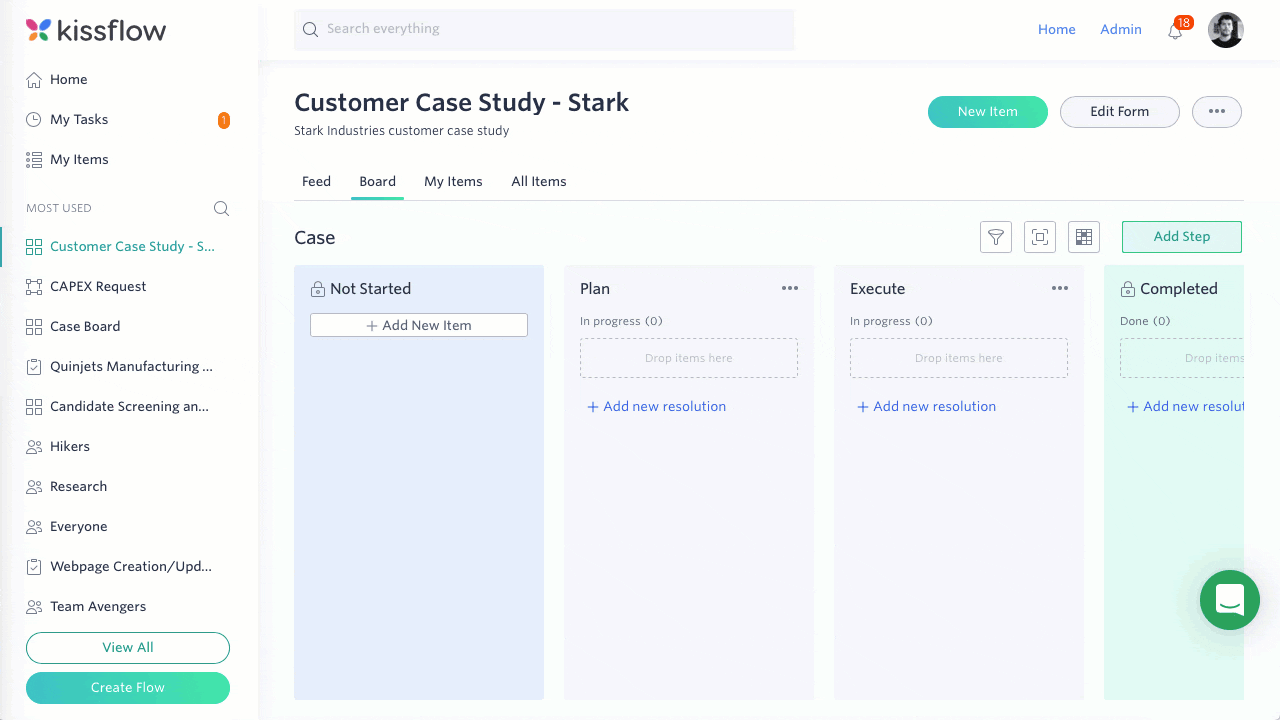 kissflow
Search everything
Home
Admin
18
Home
My Tasks
1
My Items
MOST USED
Customer Case Study - S...
CAPEX Request
Case Board
Quinjets Manufacturing ...
Candidate Screening an...
Hikers
Research
Everyone
Webpage Creation/Upd...
Team Avengers
View All
Create Flow
Customer Case Study - Stark
Stark Industries customer case study
New Item
Edit Form
Feed
Board
My Items
All Items
Case
Add Step
Not Started
+ Add New Item
Plan
In progress (0)
Drop items here
+ Add new resolution
Execute
In progress (0)
Drop items here
+ Add new resolution
Completed
Done (0)
Drop items
+ Add new resolut